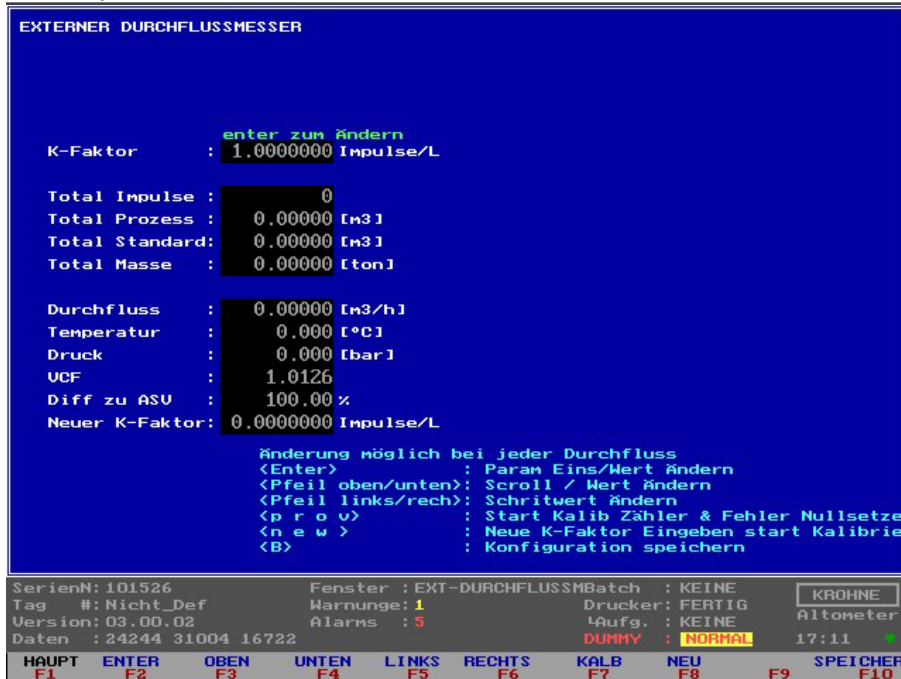 EXTERNER DURCHFLUSSMESSER
enter zum Ändern
K-Faktor : 1.0000000 Impulse/L
Total Impulse : 0
Total Prozess : 0.00000 [m3]
Total Standard: 0.00000 [m3]
Total Masse : 0.00000 [ton]
Durchfluss : 0.00000 [m3/h]
Temperatur : 0.000 [°C]
Druck : 0.000 [bar]
VCF : 1.0126
Diff zu ASV : 100.00 %
Neuer K-Faktor: 0.0000000 Impulse/L
Änderung möglich bei jeder Durchfluss
<Enter> : Param Eins/Wert Ändern
<Pfeil oben/unten>: Scroll / Wert Ändern
<Pfeil links/rech>: Schritwert Ändern
<p r o v> : Start Kalib Zähler & Fehler Nullsetze
<n e w > : Neue K-Faktor Eingeben start Kalibrie
<B> : Konfiguration speichern
SerienN: 101526 Fenster : EXT-DURCHFLUSSMBatch : KEINE KROHNE
Tag #: Nicht_Def Warnunge: 1 Drucker: FERTIG Altometer
Version: 03.00.02 Alarms : 5 └Aufg. : KEINE
Daten : 24244 31004 16722 DUMMY : NORMAL 17:11
HAUPT ENTER OBEN UNTEN LINKS RECHTS KALB NEU SPEICHER
F1 F2 F3 F4 F5 F6 F7 F8 F9 F10